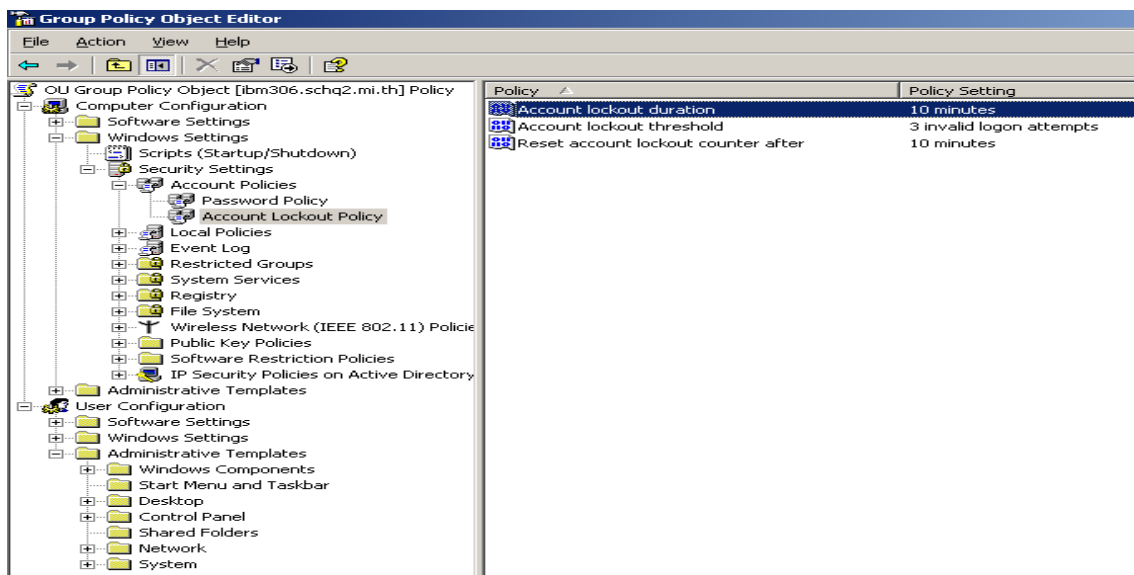 Group Policy Object Editor
File Action View Help
OU Group Policy Object [ibm306.schq2.mi.th] Policy
Computer Configuration
Software Settings
Windows Settings
Scripts (Startup/Shutdown)
Security Settings
Account Policies
Password Policy
Account Lockout Policy
Local Policies
Event Log
Restricted Groups
System Services
Registry
File System
Wireless Network (IEEE 802.11) Policie
Public Key Policies
Software Restriction Policies
IP Security Policies on Active Directory
Administrative Templates
User Configuration
Software Settings
Windows Settings
Administrative Templates
Windows Components
Start Menu and Taskbar
Desktop
Control Panel
Shared Folders
Network
System
Policy Policy Setting
Account lockout duration 10 minutes
Account lockout threshold 3 invalid logon attempts
Reset account lockout counter after 10 minutes